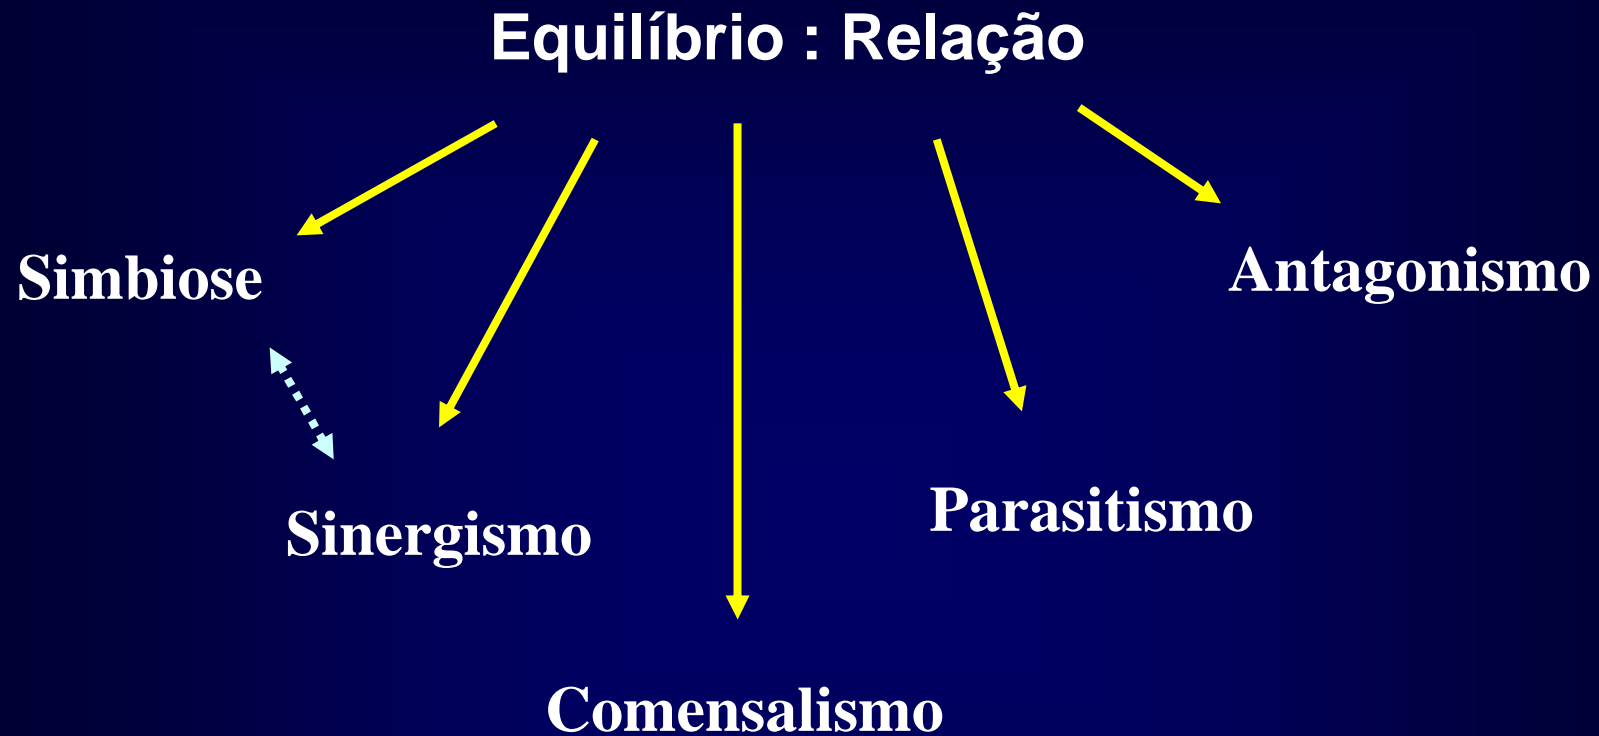 Equilíbrio : Relação
Simbiose
Antagonismo
Sinergismo
Parasitismo
Comensalismo